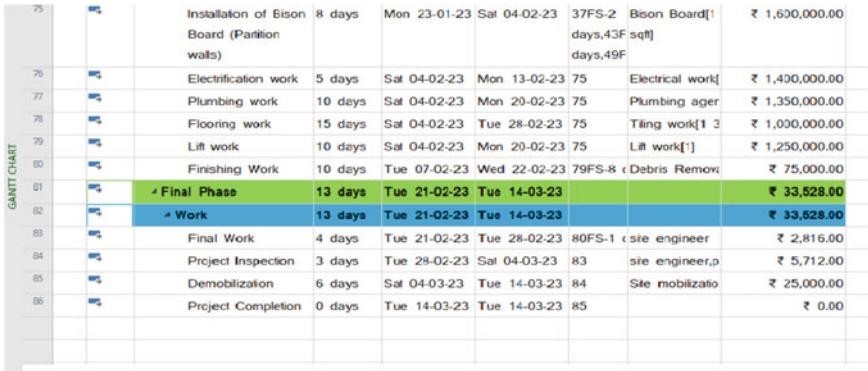 75 Installation of Bison 8 days Mon 23-01-23 Sat 04-02-23 37FS-2 Bison Board[1 ₹ 1,600,000.00
Board (Partition days,43F sqft]
walls) days,49F
76 Electrification work 5 days Sat 04-02-23 Mon 13-02-23 75 Electrical work[ ₹ 1,400,000.00
77 Plumbing work 10 days Sat 04-02-23 Mon 20-02-23 75 Plumbing ager ₹ 1,350,000.00
78 Flooring work 15 days Sat 04-02-23 Tue 28-02-23 75 Tiling work[1 3 ₹ 1,000,000.00
79 Lift work 10 days Sat 04-02-23 Mon 20-02-23 75 Lift work[1] ₹ 1,250,000.00
80 Finishing Work 10 days Tue 07-02-23 Wed 22-02-23 79FS-8 Debris Remova ₹ 75,000.00
81 Final Phase 13 days Tue 21-02-23 Tue 14-03-23 ₹ 33,528.00
82 Work 13 days Tue 21-02-23 Tue 14-03-23 ₹ 33,528.00
83 Final Work 4 days Tue 21-02-23 Tue 28-02-23 80FS-1 site engineer ₹ 2,816.00
84 Project Inspection 3 days Tue 28-02-23 Sat 04-03-23 83 site engineer,p ₹ 5,712.00
85 Demobilization 6 days Sat 04-03-23 Tue 14-03-23 84 Site mobilizatio ₹ 25,000.00
86 Project Completion 0 days Tue 14-03-23 Tue 14-03-23 85 ₹ 0.00
GANTT CHART